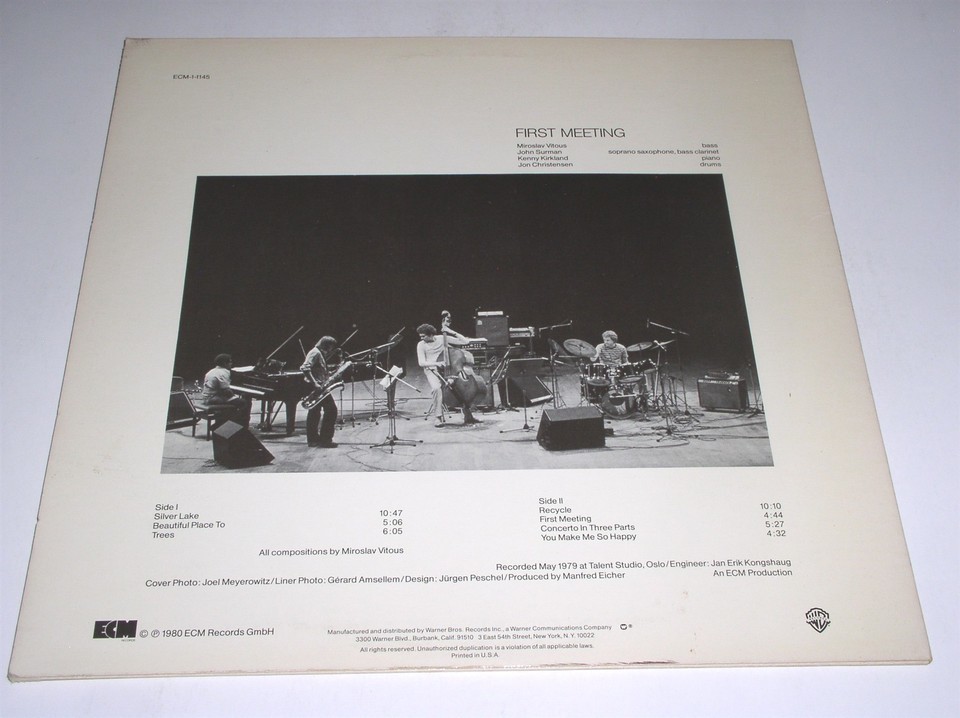 ECM-1-1145
FIRST MEETING
Miroslav Vitous bass
John Surman soprano saxophone, bass clarinet
Kenny Kirkland piano
Jon Christensen drums
Side I
Silver Lake 10:47
Beautiful Place To 5:06
Trees 6:05
Side II
Recycle 10:10
First Meeting 4:44
Concerto In Three Parts 5:27
You Make Me So Happy 4:32
All compositions by Miroslav Vitous
Recorded May 1979 at Talent Studio, Oslo/Engineer: Jan Erik Kongshaug
Cover Photo: Joel Meyerowitz/Liner Photo: Gérard Amsellem/Design: Jürgen Peschel/Produced by Manfred Eicher
An ECM Production
ECM
© ℗ 1980 ECM Records GmbH
Manufactured and distributed by Warner Bros. Records Inc., a Warner Communications Company
3300 Warner Blvd., Burbank, Calif. 91510 3 East 54th Street, New York, N.Y. 10022
All rights reserved. Unauthorized duplication is a violation of all applicable laws.
Printed in U.S.A.
WB